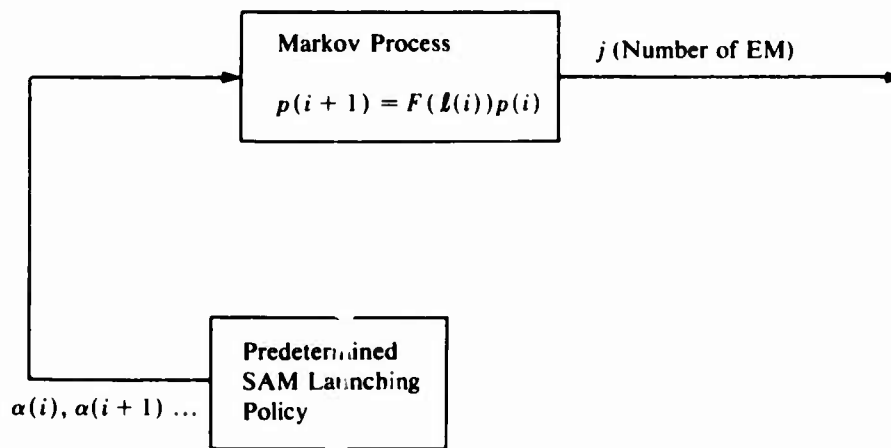 Markov Process
j (Number of EM)
p(i + 1) = F(ℓ(i))p(i)
Predetermined
SAM Launching
Policy
α(i), α(i + 1) ...